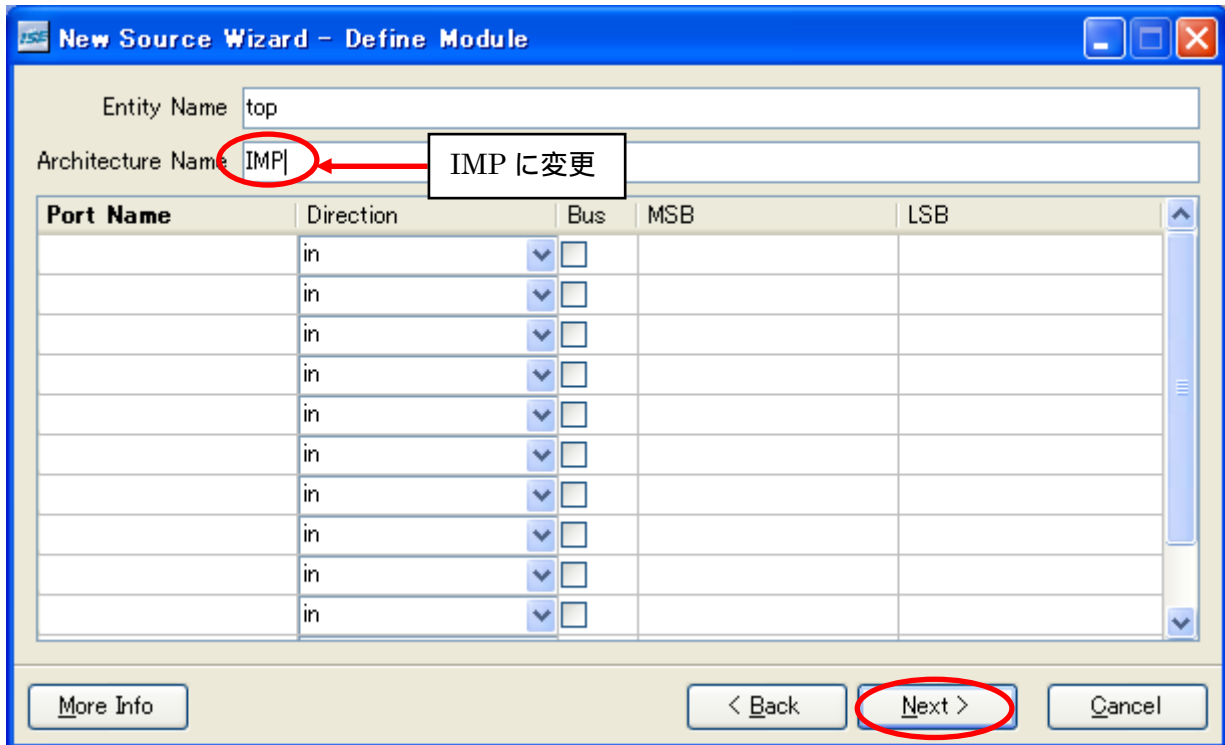 ISE New Source Wizard - Define Module
Entity Name top
Architecture Name IMP
IMP に変更
Port Name Direction Bus MSB LSB
in
in
in
in
in
in
in
in
in
in
More Info < Back Next > Cancel